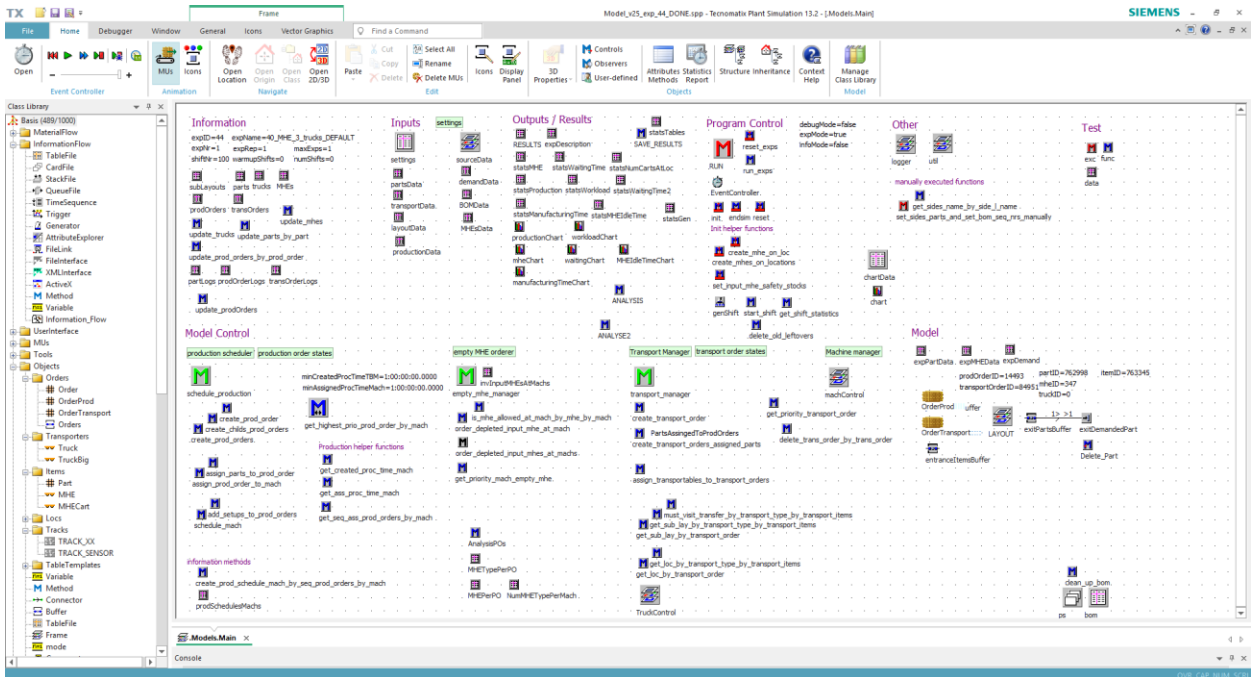 TX
Frame
Model_v25_exp_44_DONE.spp - Tecnomatix Plant Simulation 13.2 - [.Models.Main]
SIEMENS
File Home Debugger Window General Icons Vector Graphics Find a Command
Open
MUs Icons
Open Location
Open Origin
Open Class
Open 2D/3D
Paste
Cut
Copy
Delete
Select All
Rename
Delete MUs
Icons
Display Panel
3D Properties
Controls
Observers
User-defined
Attributes Methods
Statistics Report
Structure Inheritance
Context Help
Manage Class Library
Event Controller Animation Navigate Edit Objects Model
Class Library
Basis (489/1000)
MaterialFlow
InformationFlow
TableFile
CardFile
StackFile
QueueFile
TimeSequence
Trigger
Generator
AttributeExplorer
FileLink
FileInterface
XMLInterface
ActiveX
Method
Variable
Information_Flow
UserInterface
MUs
Tools
Objects
Orders
Order
OrderProd
OrderTransport
Orders
Transporters
Truck
TruckBig
Items
Part
MHE
MHECart
Locs
Tracks
TRACK_XX
TRACK_SENSOR
TableTemplates
Variable
Method
Connector
Buffer
TableFile
Frame
mode
Information
expID=44 expName=40_MHE_3_trucks_DEFAULT
expNr=1 expRep=1 maxExps=1
shiftNr=100 warmupShifts=0 numShifts=0
subLayouts parts trucks MHEs
prodOrders transOrders
update_mhes
update_trucks update_parts_by_part
update_prod_orders_by_prod_order
partLogs prodOrderLogs transOrderLogs
update_prodOrders
Inputs
settings
settings
sourceData
partsData
demandData
transportData
BOMData
layoutData
MHEsData
productionData
Outputs / Results
statsTables
RESULTS expDescription SAVE_RESULTS
statsMHE statsWaitingTime statsNumCartsAtLoc
statsProduction statsWorkload statsWaitingTime2
statsManufacturingTime statsMHEIdleTime statsGen
productionChart workloadChart
mheChart waitingChart MHEIdleTimeChart
manufacturingTimeChart
ANALYSIS
ANALYSE2
Program Control
debugMode=false
expMode=true
infoMode=false
reset_exps
RUN
run_exps
EventController
init endsim reset
Init helper functions
create_mhe_on_loc
create_mhes_on_locations
set_input_mhe_safety_stocks
genShift start_shift get_shift_statistics
delete_old_leftovers
Other
logger util
manually executed functions
get_sides_name_by_side_l_name
set_sides_parts_and_set_bom_seq_nrs_manually
chartData
chart
Test
exc func
data
Model Control
production scheduler production order states
schedule_production
minCreatedProcTimeTBM=1:00:00:00.0000
minAssignedProcTimeMach=1:00:00:00.0000
create_prod_order
create_childs_prod_orders
create_prod_orders
get_highest_prio_prod_order_by_mach
Production helper functions
assign_parts_to_prod_order
assign_prod_order_to_mach
get_created_proc_time_mach
get_ass_proc_time_mach
add_setups_to_prod_orders
schedule_mach
get_seq_ass_prod_orders_by_mach
information methods
create_prod_schedule_mach_by_seq_prod_orders_by_mach
prodSchedulesMachs
empty MHE orderer
invInputMHEsAtMachs
empty_mhe_manager
is_mhe_allowed_at_mach_by_mhe_by_mach
order_depleted_input_mhe_at_mach
order_depleted_input_mhes_at_machs
get_priority_mach_empty_mhe
AnalysisPOs
MHETypePerPO
MHEPerPO NumMHETypePerMach
Transport Manager transport order states
transport_manager
create_transport_order
PartsAssingedToProdOrders
create_transport_orders_assigned_parts
get_priority_transport_order
delete_trans_order_by_trans_order
assign_transportables_to_transport_orders
must_visit_transfer_by_transport_type_by_transport_items
get_sub_lay_by_transport_type_by_transport_items
get_sub_lay_by_transport_order
get_loc_by_transport_type_by_transport_items
get_loc_by_transport_order
TruckControl
Machine manager
machControl
Model
expPartData expMHEData expDemand
prodOrderID=14493 partID=762998 itemID=763345
transportOrderID=84951 mheID=347
truckID=0
OrderProd uffer
OrderTransport
LAYOUT
exitPartsBuffer exitDemandedPart
1> >1
entranceItemsBuffer
Delete_Part
clean_up_bom
ps bom
.Models.Main
Console
OVR CAP NUM SCRL